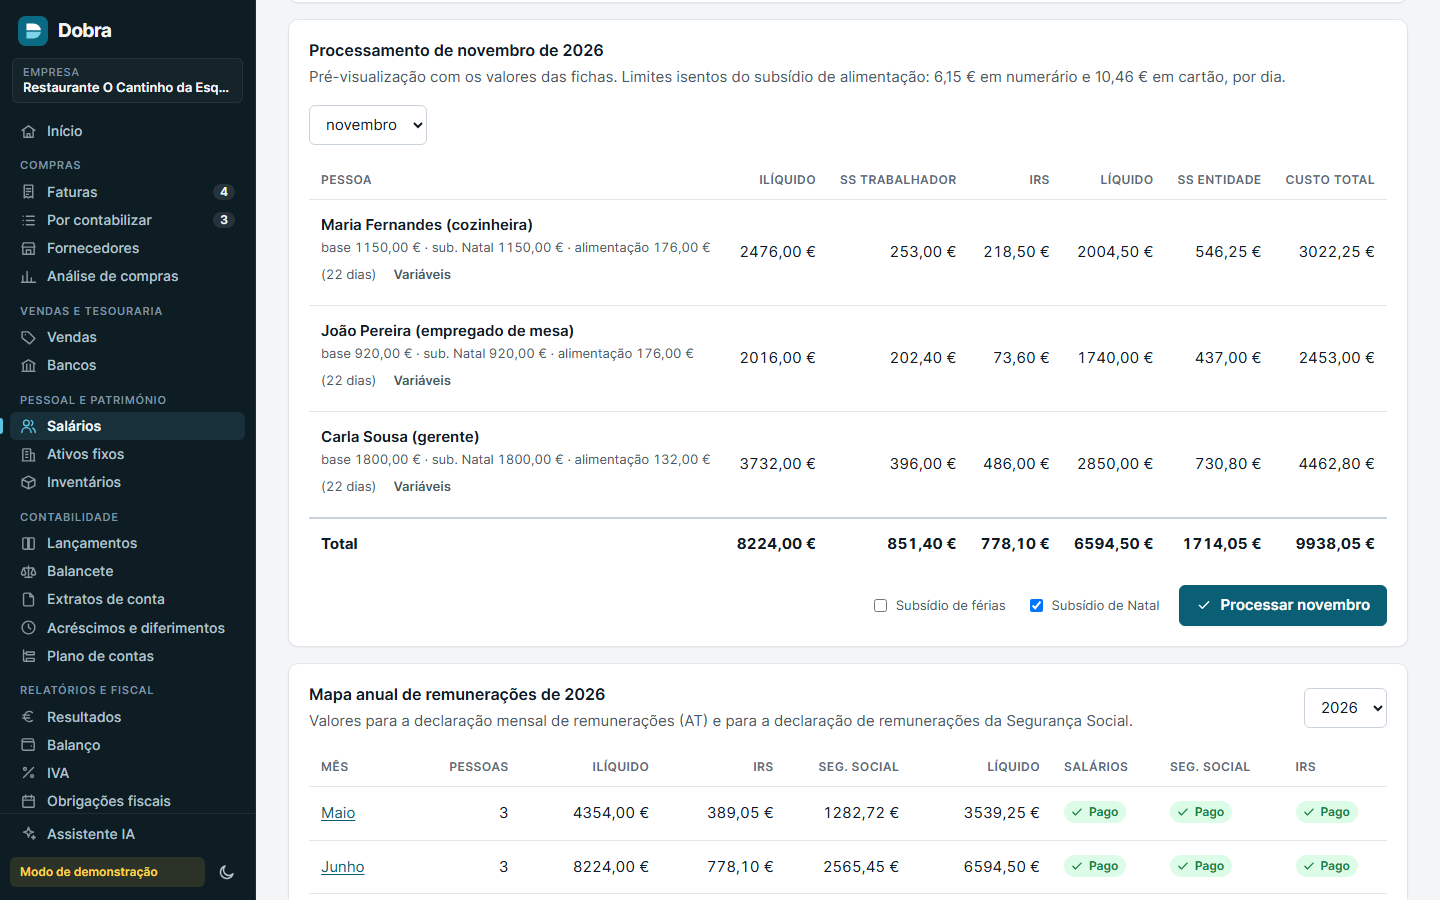 Dobra
EMPRESA
Restaurante O Cantinho da Esq...
Início
COMPRAS
Faturas 4
Por contabilizar 3
Fornecedores
Análise de compras
VENDAS E TESOURARIA
Vendas
Bancos
PESSOAL E PATRIMÓNIO
Salários
Ativos fixos
Inventários
CONTABILIDADE
Lançamentos
Balancete
Extratos de conta
Acréscimos e diferimentos
Plano de contas
RELATÓRIOS E FISCAL
Resultados
Balanço
IVA
Obrigações fiscais
Assistente IA
Modo de demonstração
Processamento de novembro de 2026
Pré-visualização com os valores das fichas. Limites isentos do subsídio de alimentação: 6,15 € em numerário e 10,46 € em cartão, por dia.
novembro
PESSOA ILÍQUIDO SS TRABALHADOR IRS LÍQUIDO SS ENTIDADE CUSTO TOTAL
Maria Fernandes (cozinheira)
base 1150,00 € · sub. Natal 1150,00 € · alimentação 176,00 €
(22 dias) Variáveis
2476,00 € 253,00 € 218,50 € 2004,50 € 546,25 € 3022,25 €
João Pereira (empregado de mesa)
base 920,00 € · sub. Natal 920,00 € · alimentação 176,00 €
(22 dias) Variáveis
2016,00 € 202,40 € 73,60 € 1740,00 € 437,00 € 2453,00 €
Carla Sousa (gerente)
base 1800,00 € · sub. Natal 1800,00 € · alimentação 132,00 €
(22 dias) Variáveis
3732,00 € 396,00 € 486,00 € 2850,00 € 730,80 € 4462,80 €
Total 8224,00 € 851,40 € 778,10 € 6594,50 € 1714,05 € 9938,05 €
Subsídio de férias Subsídio de Natal Processar novembro
Mapa anual de remunerações de 2026
Valores para a declaração mensal de remunerações (AT) e para a declaração de remunerações da Segurança Social.
2026
MÊS PESSOAS ILÍQUIDO IRS SEG. SOCIAL LÍQUIDO SALÁRIOS SEG. SOCIAL IRS
Maio 3 4354,00 € 389,05 € 1282,72 € 3539,25 € Pago Pago Pago
Junho 3 8224,00 € 778,10 € 2565,45 € 6594,50 € Pago Pago Pago